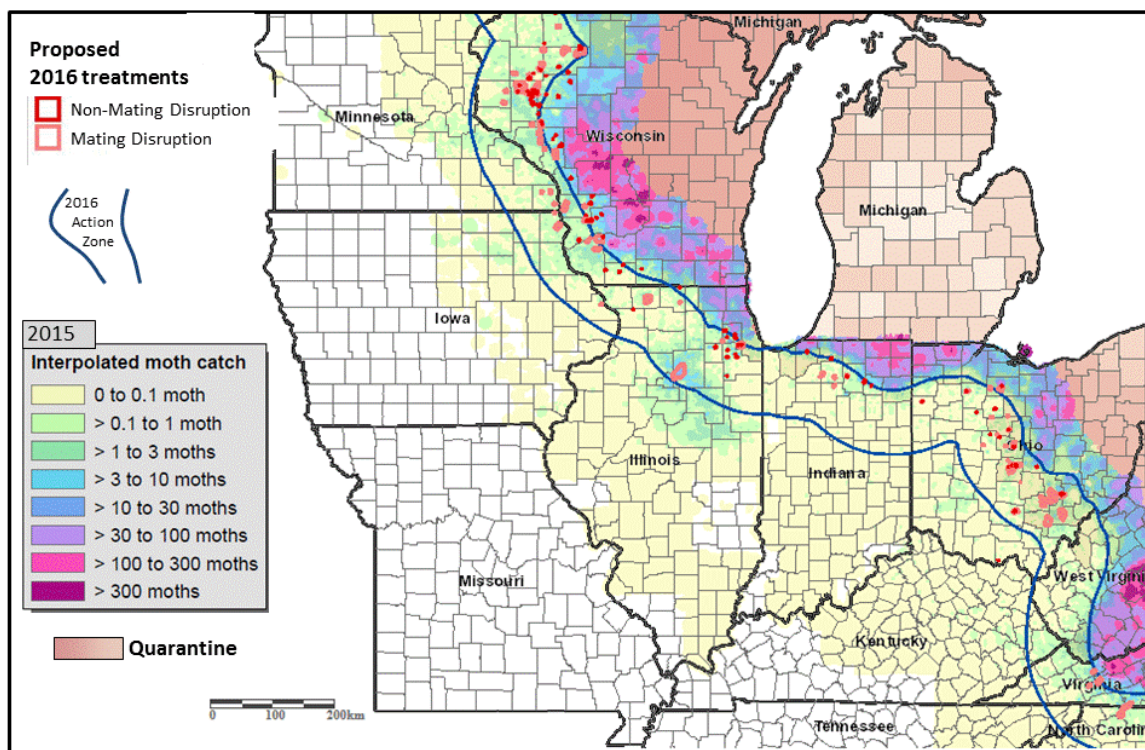 Proposed
2016 treatments
Non-Mating Disruption
Mating Disruption
2016
Action
Zone
2015
Interpolated moth catch
0 to 0.1 moth
> 0.1 to 1 moth
> 1 to 3 moths
> 3 to 10 moths
> 10 to 30 moths
> 30 to 100 moths
> 100 to 300 moths
> 300 moths
Quarantine
0 100 200km
Michigan
Minnesota
Wisconsin
Michigan
Iowa
Illinois
Indiana
Ohio
Missouri
West Virginia
Kentucky
Virginia
Tennessee
North Carolina